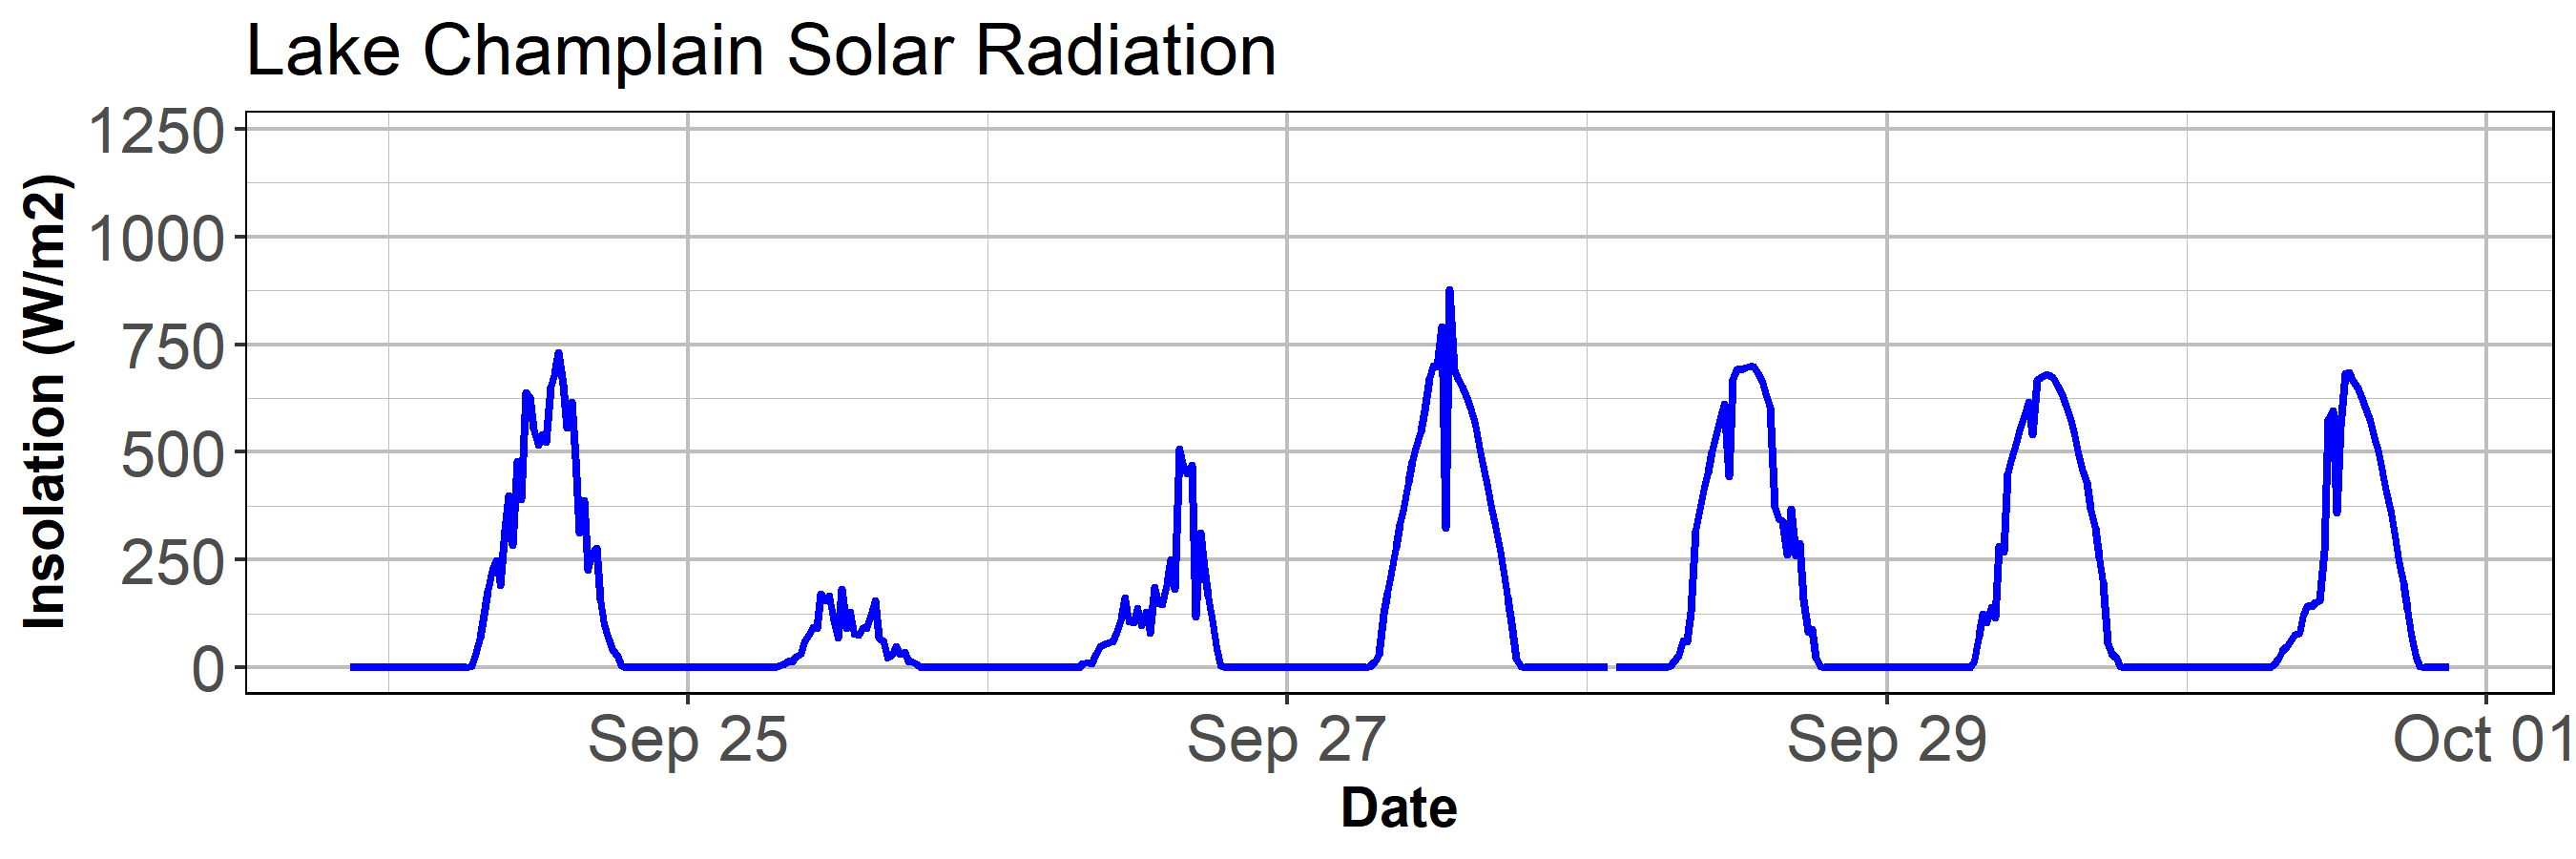 Lake Champlain Solar Radiation
1250
1000
750
500
250
0
Insolation (W/m2)
Sep 25
Sep 27
Sep 29
Oct 01
Date